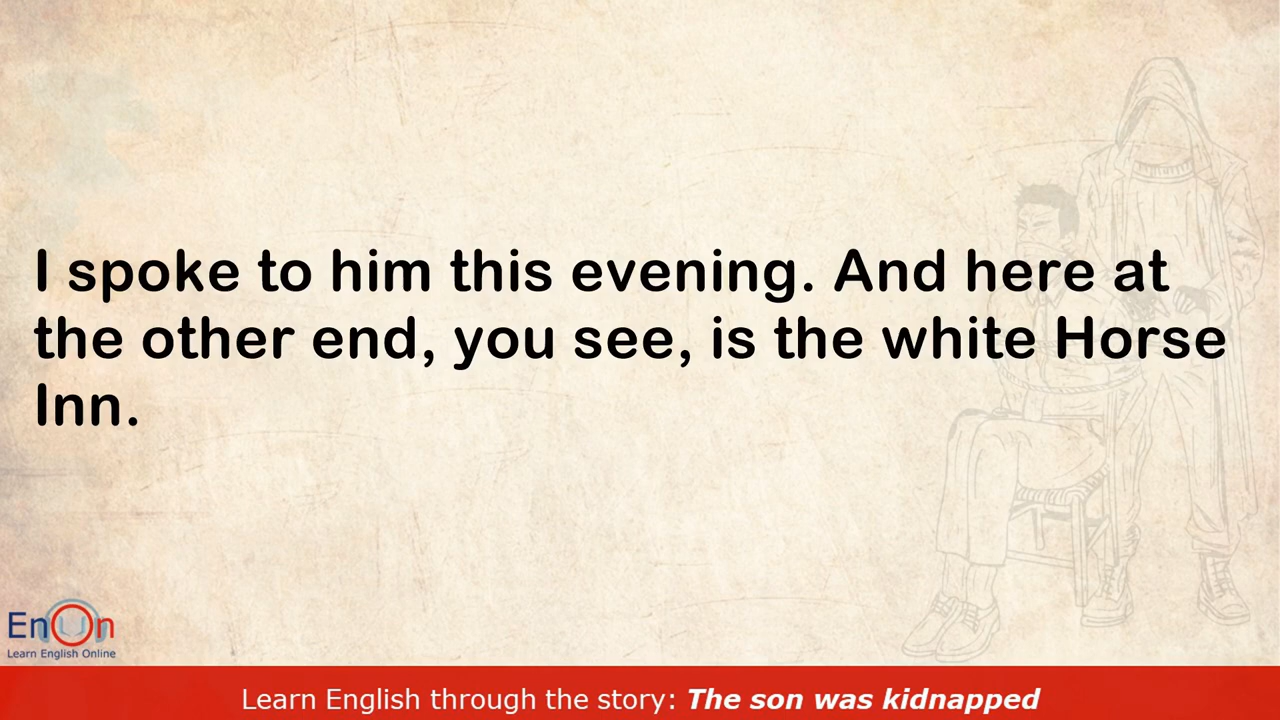 I spoke to him this evening. And here at
the other end, you see, is the white Horse
Inn.
EnOn
Learn English Online
Learn English through the story: The son was kidnapped